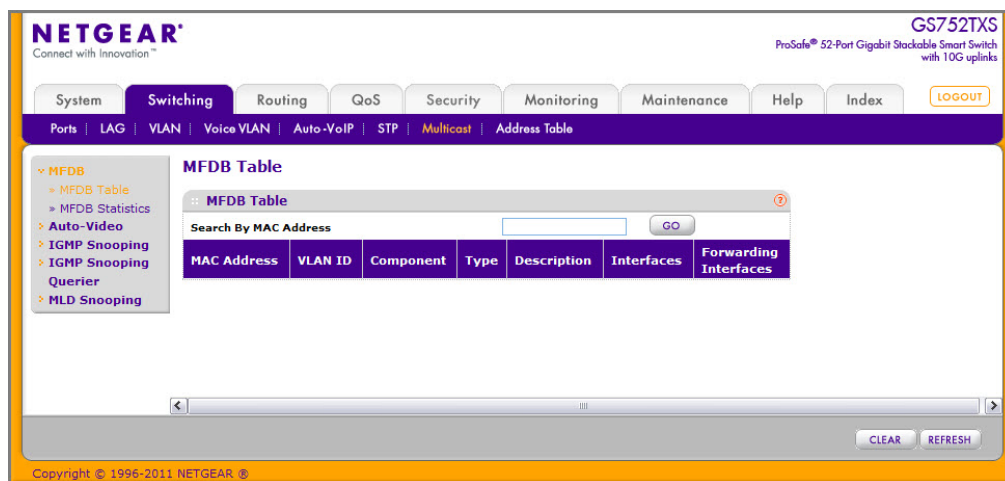 NETGEAR®
Connect with Innovation™
GS752TXS
ProSafe® 52-Port Gigabit Stackable Smart Switch
with 10G uplinks
System Switching Routing QoS Security Monitoring Maintenance Help Index LOGOUT
Ports | LAG | VLAN | Voice VLAN | Auto-VoIP | STP | Multicast | Address Table
MFDB
» MFDB Table
» MFDB Statistics
Auto-Video
IGMP Snooping
IGMP Snooping
Querier
MLD Snooping
MFDB Table
MFDB Table ?
Search By MAC Address GO
MAC Address VLAN ID Component Type Description Interfaces Forwarding
Interfaces
CLEAR REFRESH
Copyright © 1996-2011 NETGEAR ®